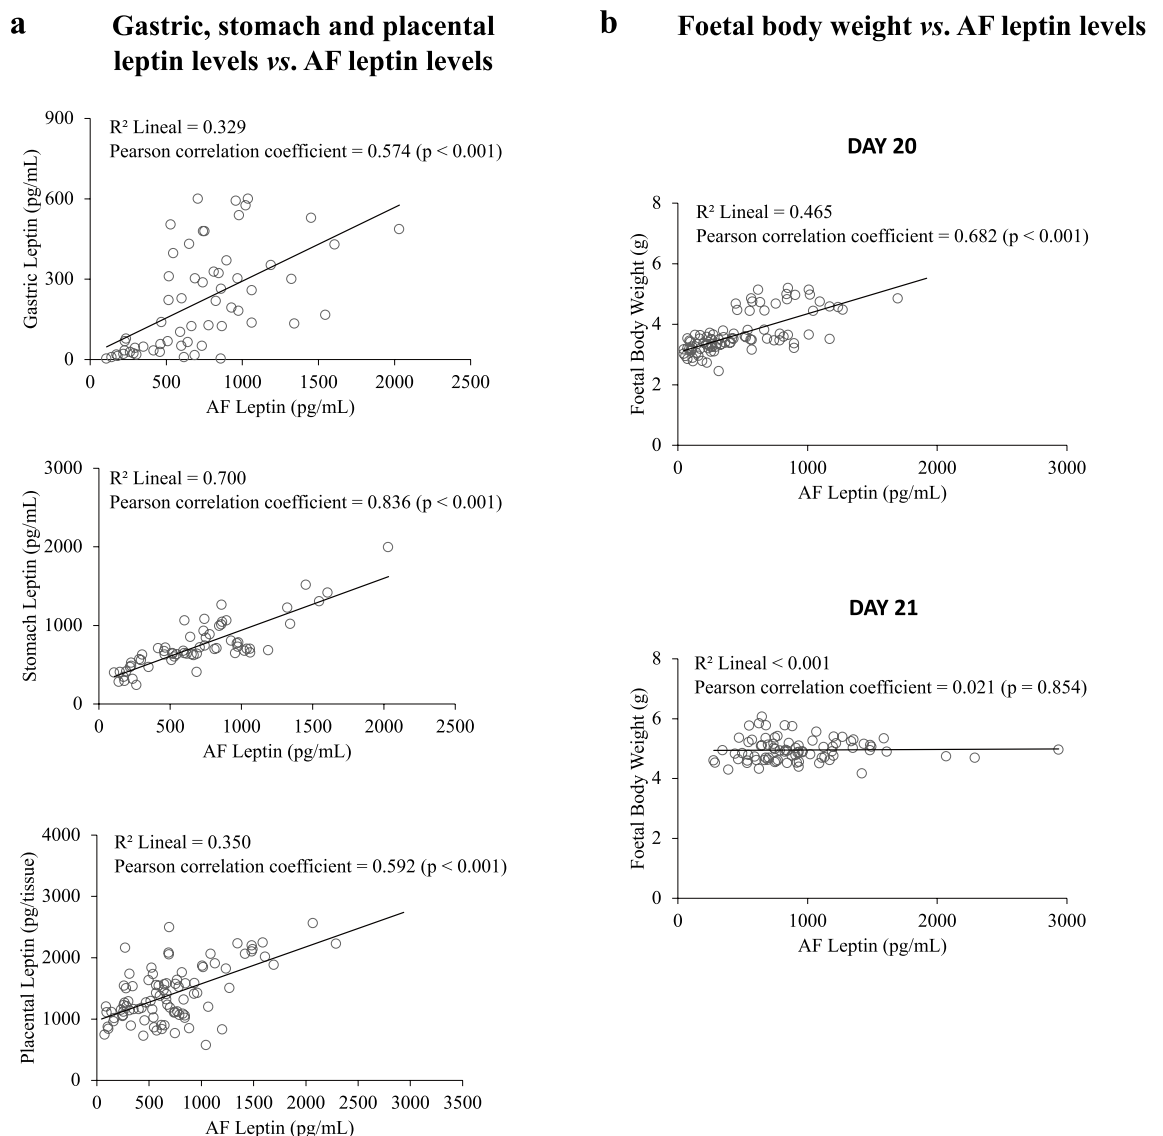 a
Gastric, stomach and placental
leptin levels vs. AF leptin levels
R² Lineal = 0.329
Pearson correlation coefficient = 0.574 (p < 0.001)
Gastric Leptin (pg/mL)
900
600
300
0
0 500 1000 1500 2000 2500
AF Leptin (pg/mL)
R² Lineal = 0.700
Pearson correlation coefficient = 0.836 (p < 0.001)
Stomach Leptin (pg/mL)
3000
2000
1000
0
0 500 1000 1500 2000 2500
AF Leptin (pg/mL)
R² Lineal = 0.350
Pearson correlation coefficient = 0.592 (p < 0.001)
Placental Leptin (pg/tissue)
4000
3000
2000
1000
0
0 500 1000 1500 2000 2500 3000 3500
AF Leptin (pg/mL)
b
Foetal body weight vs. AF leptin levels
DAY 20
R² Lineal = 0.465
Pearson correlation coefficient = 0.682 (p < 0.001)
Foetal Body Weight (g)
8
6
4
2
0
0 1000 2000 3000
AF Leptin (pg/mL)
DAY 21
R² Lineal < 0.001
Pearson correlation coefficient = 0.021 (p = 0.854)
Foetal Body Weight (g)
8
6
4
2
0
0 1000 2000 3000
AF Leptin (pg/mL)